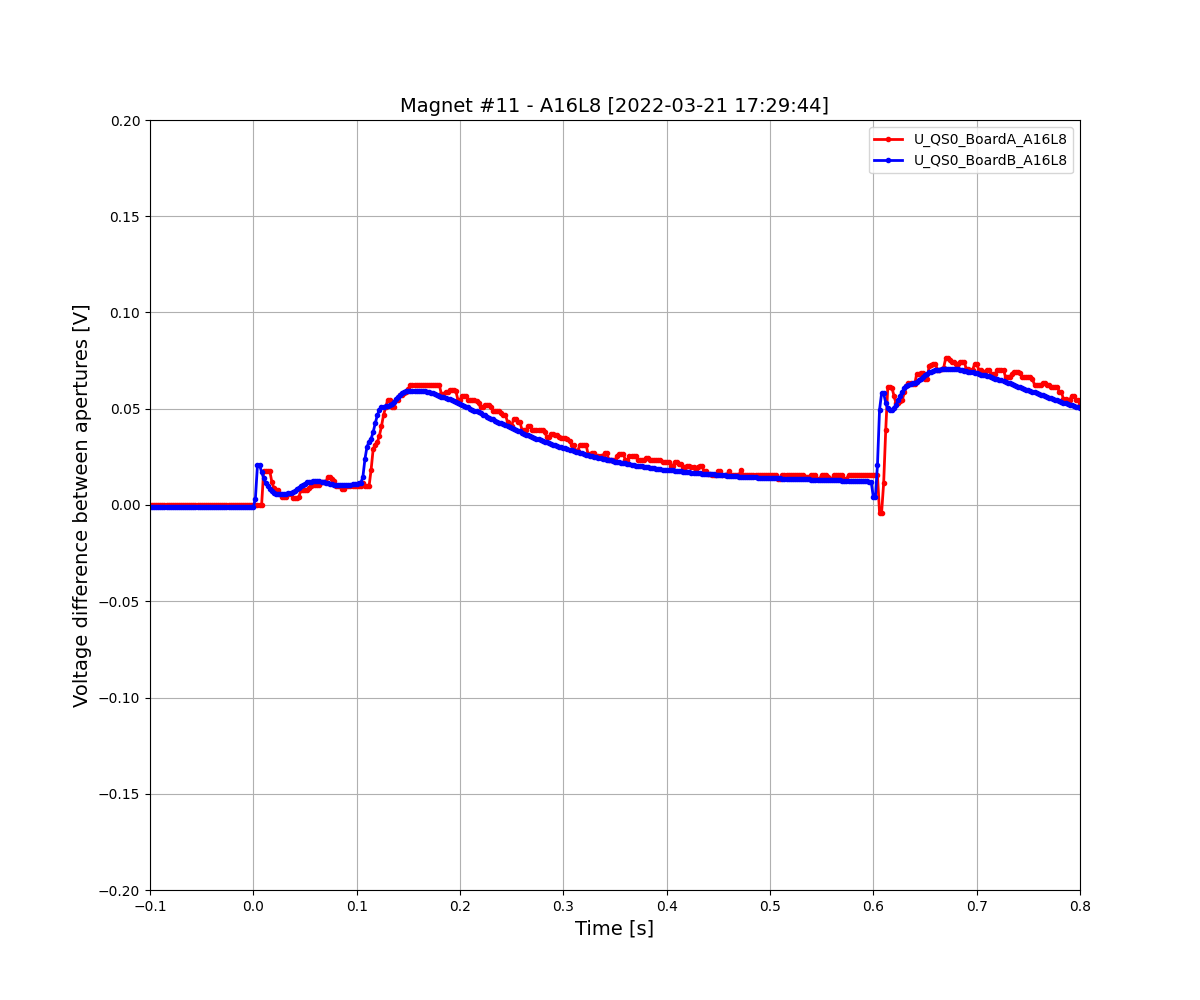 Magnet #11 - A16L8 [2022-03-21 17:29:44]
U_QS0_BoardA_A16L8
U_QS0_BoardB_A16L8
Voltage difference between apertures [V]
0.20
0.15
0.10
0.05
0.00
−0.05
−0.10
−0.15
−0.20
−0.1 0.0 0.1 0.2 0.3 0.4 0.5 0.6 0.7 0.8
Time [s]